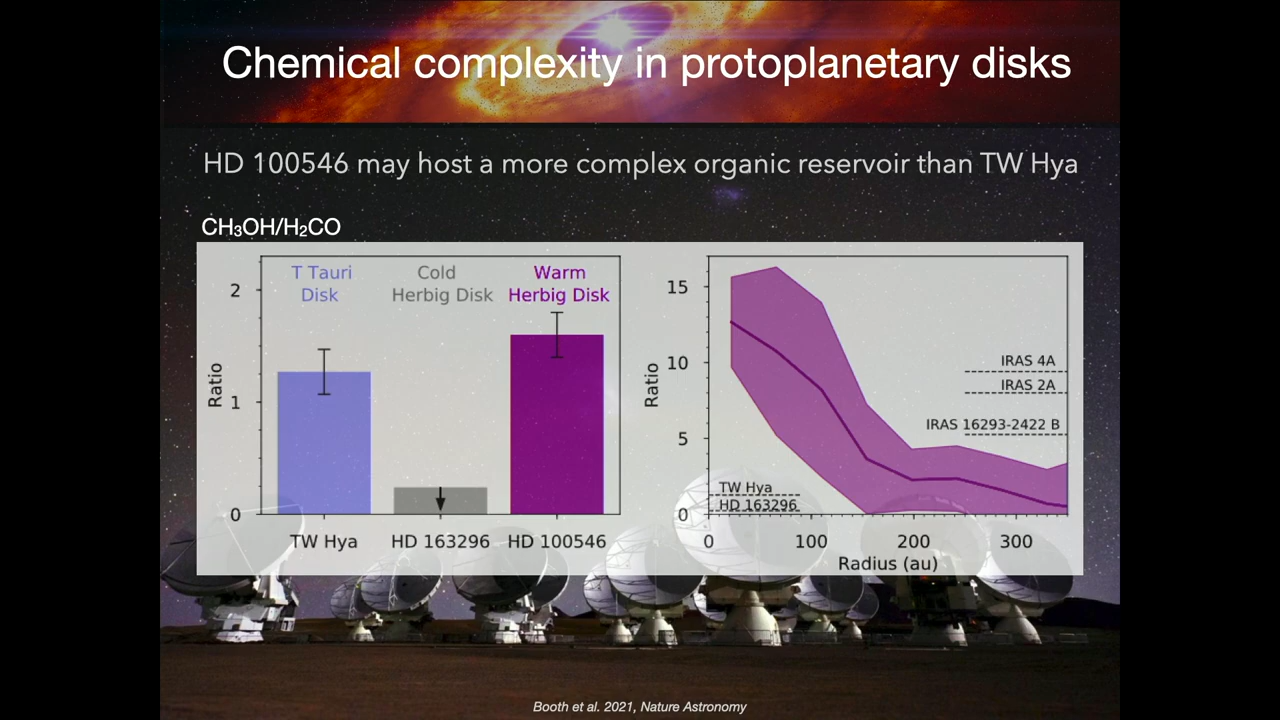 Chemical complexity in protoplanetary disks
HD 100546 may host a more complex organic reservoir than TW Hya
CH₃OH/H₂CO
T Tauri
Disk
Cold
Herbig Disk
Warm
Herbig Disk
2
1
0
Ratio
TW Hya
HD 163296
HD 100546
15
10
5
0
Ratio
IRAS 4A
IRAS 2A
IRAS 16293-2422 B
TW Hya
HD 163296
0
100
200
300
Radius (au)
Booth et al. 2021, Nature Astronomy